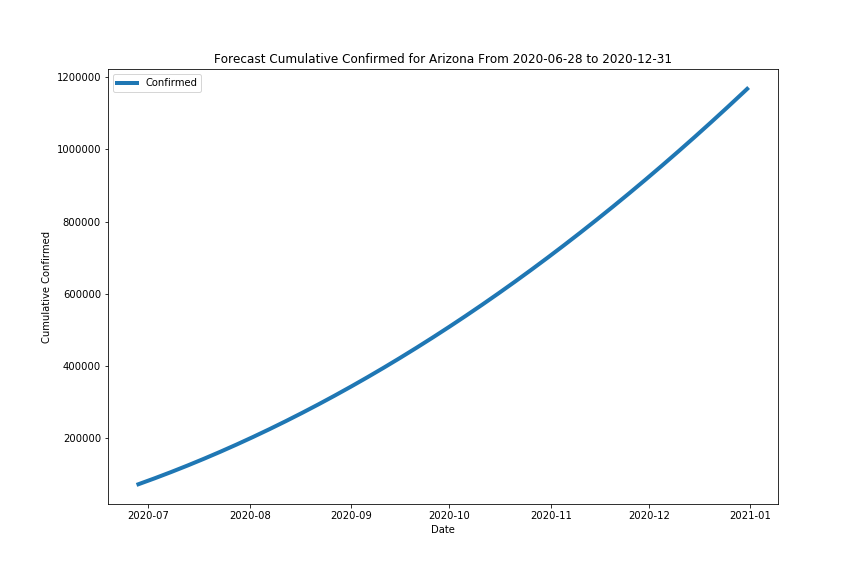 Forecast Cumulative Confirmed for Arizona From 2020-06-28 to 2020-12-31
Confirmed
1200000
1000000
800000
600000
400000
200000
Cumulative Confirmed
2020-07 2020-08 2020-09 2020-10 2020-11 2020-12 2021-01
Date